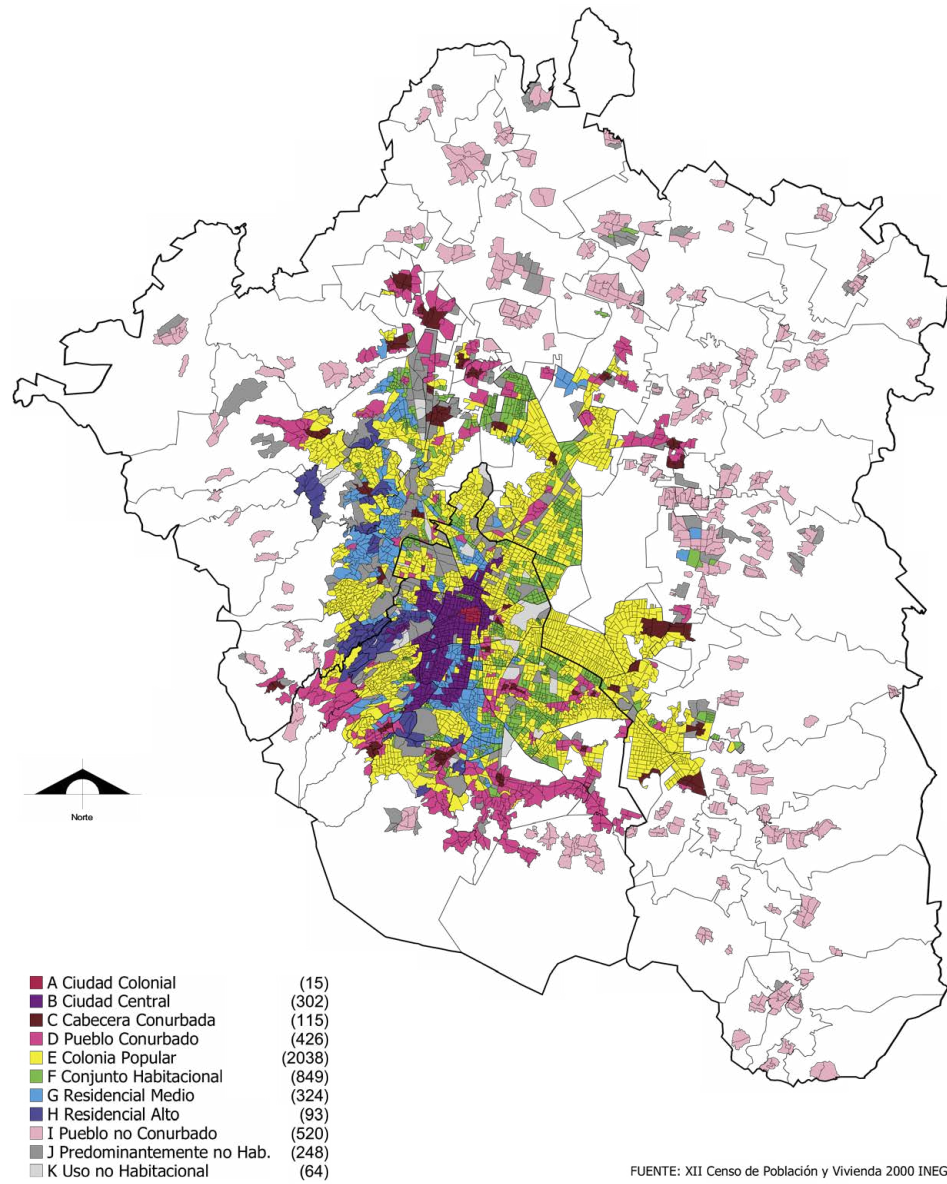 Norte
A Ciudad Colonial (15)
B Ciudad Central (302)
C Cabecera Conurbada (115)
D Pueblo Conurbado (426)
E Colonia Popular (2038)
F Conjunto Habitacional (849)
G Residencial Medio (324)
H Residencial Alto (93)
I Pueblo no Conurbado (520)
J Predominantemente no Hab. (248)
K Uso no Habitacional (64)
FUENTE: XII Censo de Población y Vivienda 2000 INEG